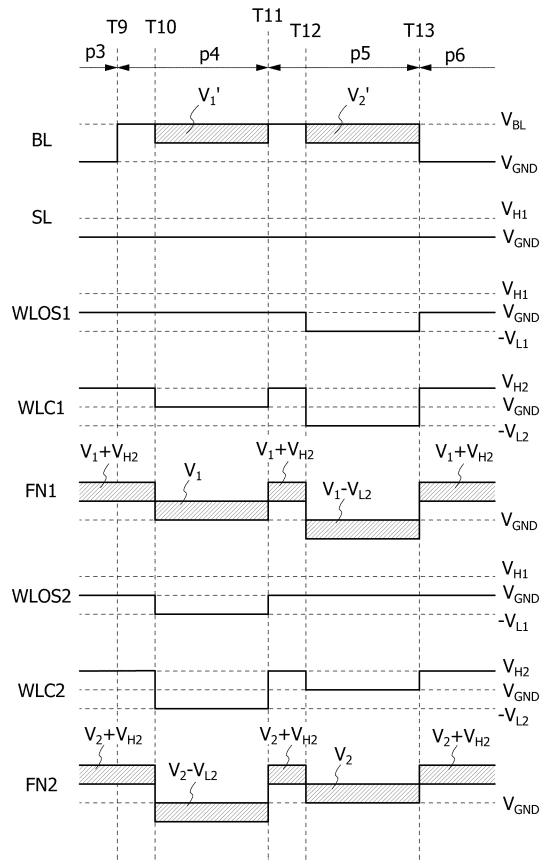 T9 T10 T11 T12 T13
p3 p4 p5 p6
V1' V2'
BL VBL
VGND
SL VH1
VGND
VH1
WLOS1 VGND
-VL1
VH2
WLC1 VGND
-VL2
V1+VH2 V1 V1+VH2 V1-VL2 V1+VH2
FN1 VGND
VH1
WLOS2 VGND
-VL1
VH2
WLC2 VGND
-VL2
V2+VH2 V2-VL2 V2+VH2 V2 V2+VH2
FN2 VGND